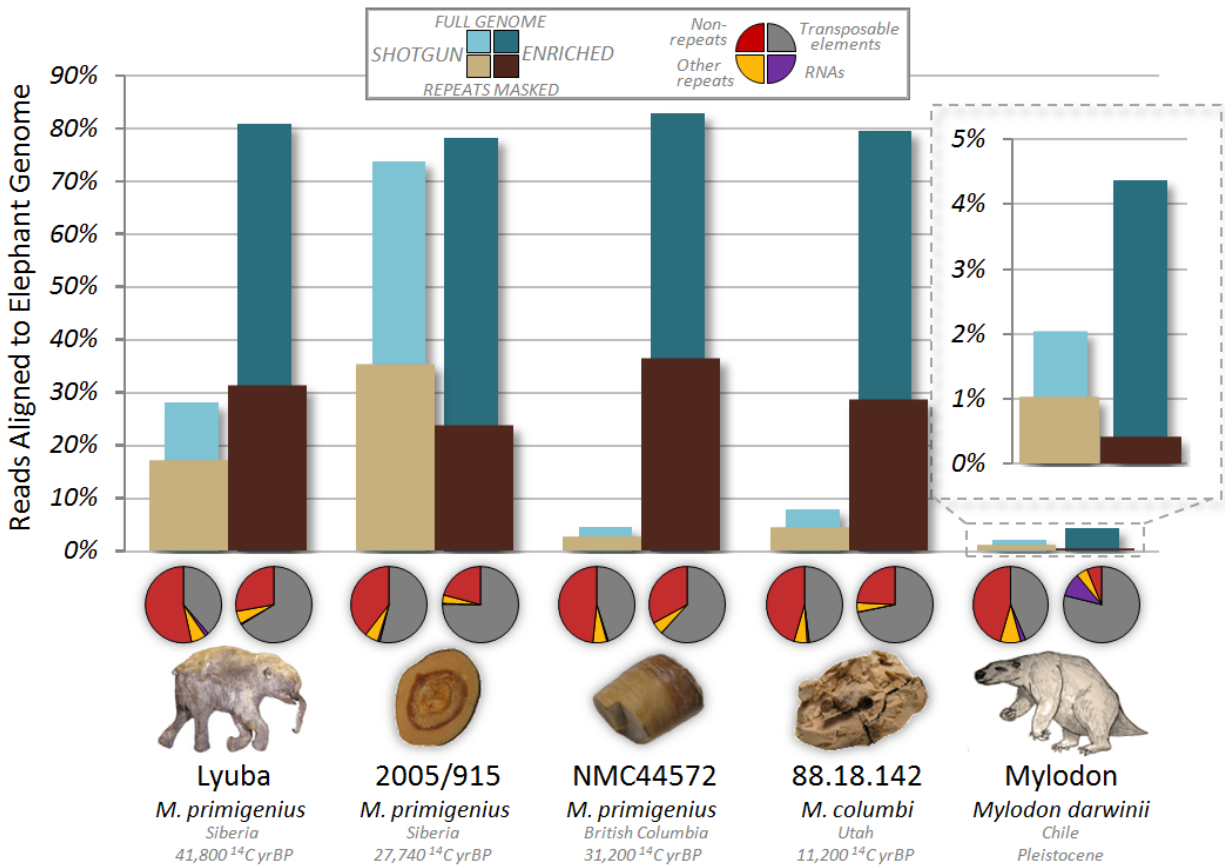 FULL GENOME
SHOTGUN
ENRICHED
REPEATS MASKED
Non-repeats
Transposable elements
Other repeats
RNAs
Reads Aligned to Elephant Genome
90%
80%
70%
60%
50%
40%
30%
20%
10%
0%
5%
4%
3%
2%
1%
0%
Lyuba
M. primigenius
Siberia
41,800 ¹⁴C yrBP
2005/915
M. primigenius
Siberia
27,740 ¹⁴C yrBP
NMC44572
M. primigenius
British Columbia
31,200 ¹⁴C yrBP
88.18.142
M. columbi
Utah
11,200 ¹⁴C yrBP
Mylodon
Mylodon darwinii
Chile
Pleistocene